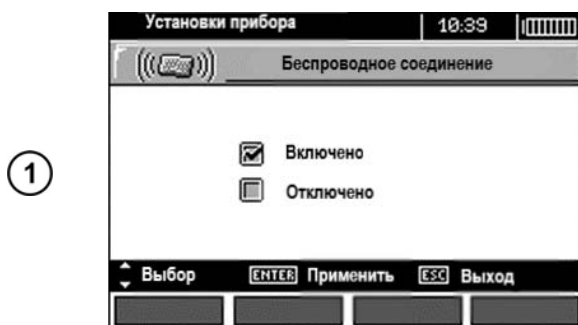 Установки прибора 10:39
Беспроводное соединение
1
Включено
Отключено
Выбор ENTER Применить ESC Выход